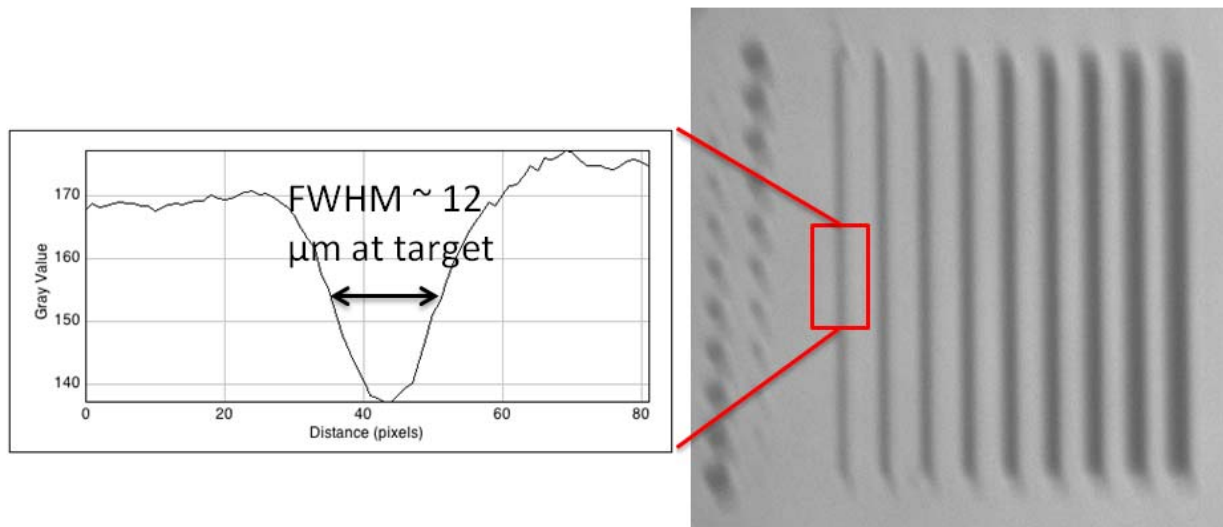 FWHM ~ 12
μm at target
170
160
150
140
Gray Value
0 20 40 60 80
Distance (pixels)